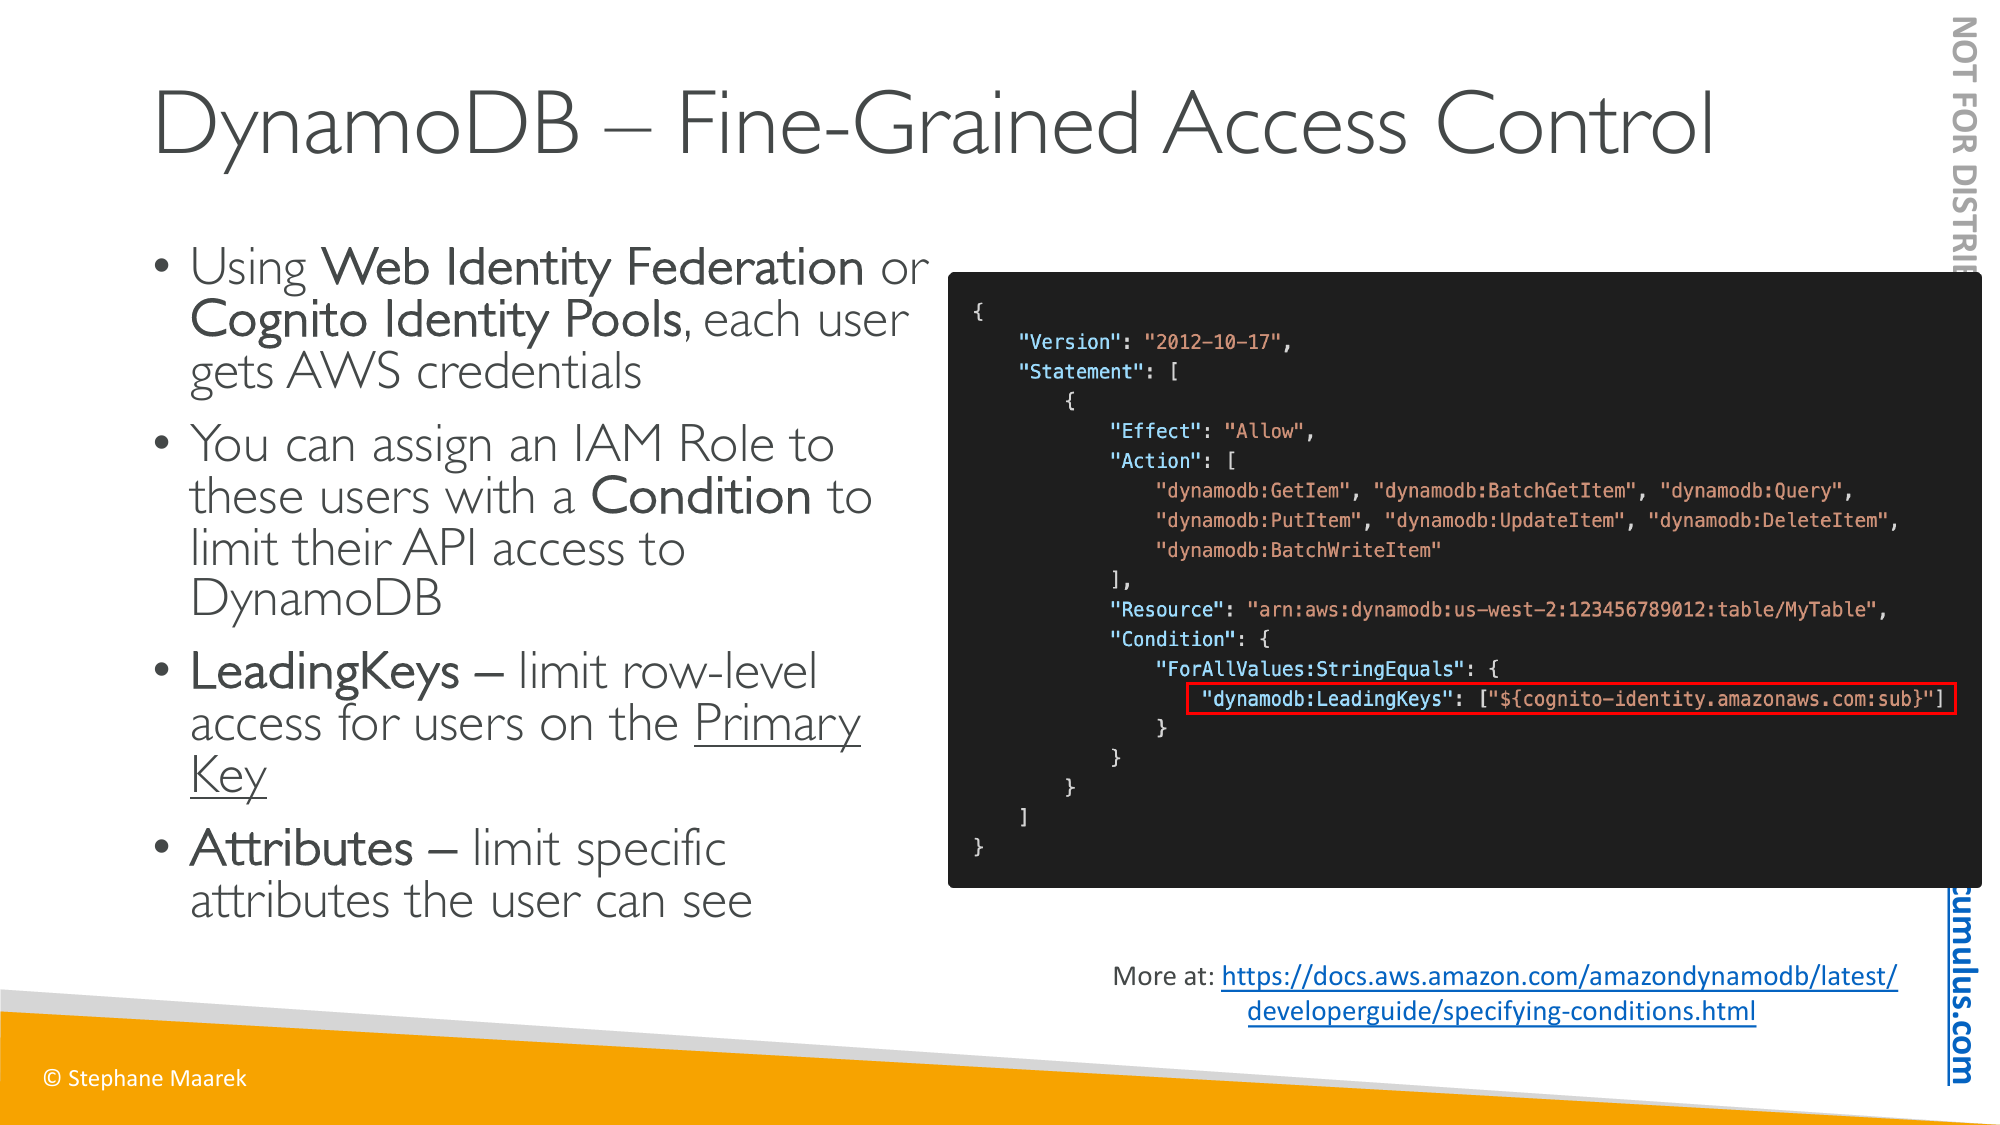 DynamoDB – Fine-Grained Access Control
• Using Web Identity Federation or
Cognito Identity Pools, each user
gets AWS credentials
• You can assign an IAM Role to
these users with a Condition to
limit their API access to
DynamoDB
• LeadingKeys – limit row-level
access for users on the Primary
Key
• Attributes – limit specific
attributes the user can see
{
"Version": "2012-10-17",
"Statement": [
{
"Effect": "Allow",
"Action": [
"dynamodb:GetIem", "dynamodb:BatchGetItem", "dynamodb:Query",
"dynamodb:PutItem", "dynamodb:UpdateItem", "dynamodb:DeleteItem",
"dynamodb:BatchWriteItem"
],
"Resource": "arn:aws:dynamodb:us-west-2:123456789012:table/MyTable",
"Condition": {
"ForAllValues:StringEquals": {
"dynamodb:LeadingKeys": ["${cognito-identity.amazonaws.com:sub}"]
}
}
}
]
}
More at: https://docs.aws.amazon.com/amazondynamodb/latest/
developerguide/specifying-conditions.html
© Stephane Maarek
NOT FOR
cumulus.com